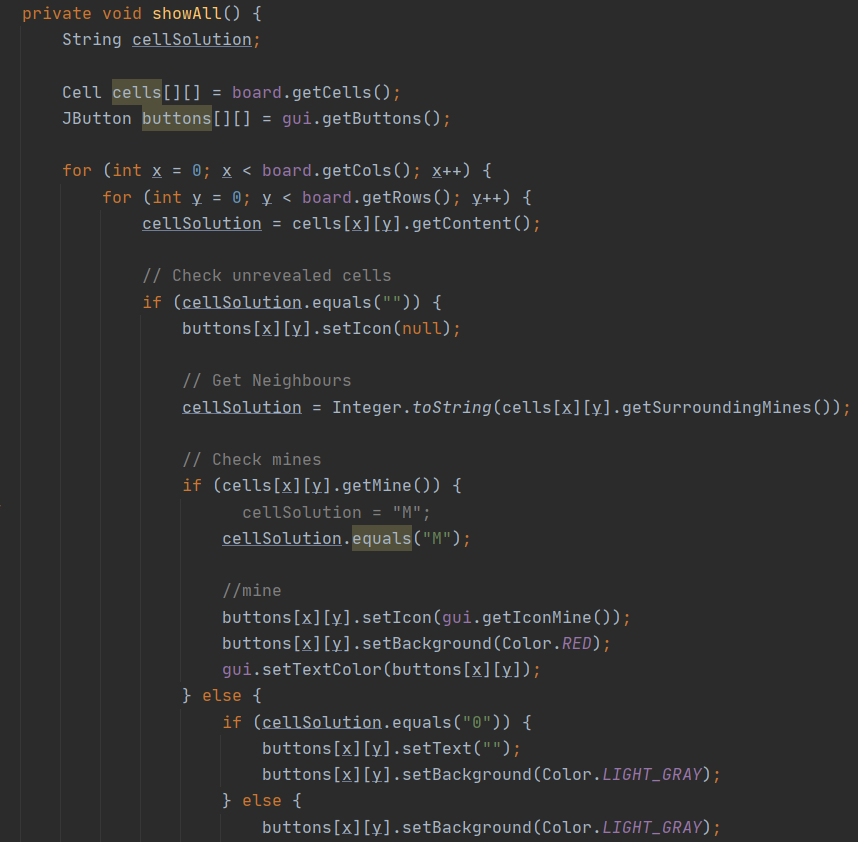 private void showAll() {
String cellSolution;
Cell cells[][] = board.getCells();
JButton buttons[][] = gui.getButtons();
for (int x = 0; x < board.getCols(); x++) {
for (int y = 0; y < board.getRows(); y++) {
cellSolution = cells[x][y].getContent();
// Check unrevealed cells
if (cellSolution.equals("")) {
buttons[x][y].setIcon(null);
// Get Neighbours
cellSolution = Integer.toString(cells[x][y].getSurroundingMines());
// Check mines
if (cells[x][y].getMine()) {
cellSolution = "M";
cellSolution.equals("M");
//mine
buttons[x][y].setIcon(gui.getIconMine());
buttons[x][y].setBackground(Color.RED);
gui.setTextColor(buttons[x][y]);
} else {
if (cellSolution.equals("0")) {
buttons[x][y].setText("");
buttons[x][y].setBackground(Color.LIGHT_GRAY);
} else {
buttons[x][y].setBackground(Color.LIGHT_GRAY);